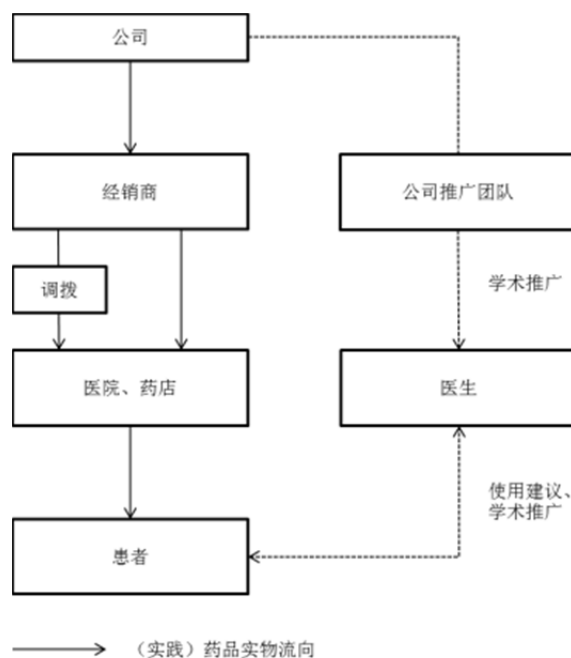 公司
经销商
公司推广团队
调拨
学术推广
医院、药店
医生
使用建议、
学术推广
患者
（实践）药品实物流向